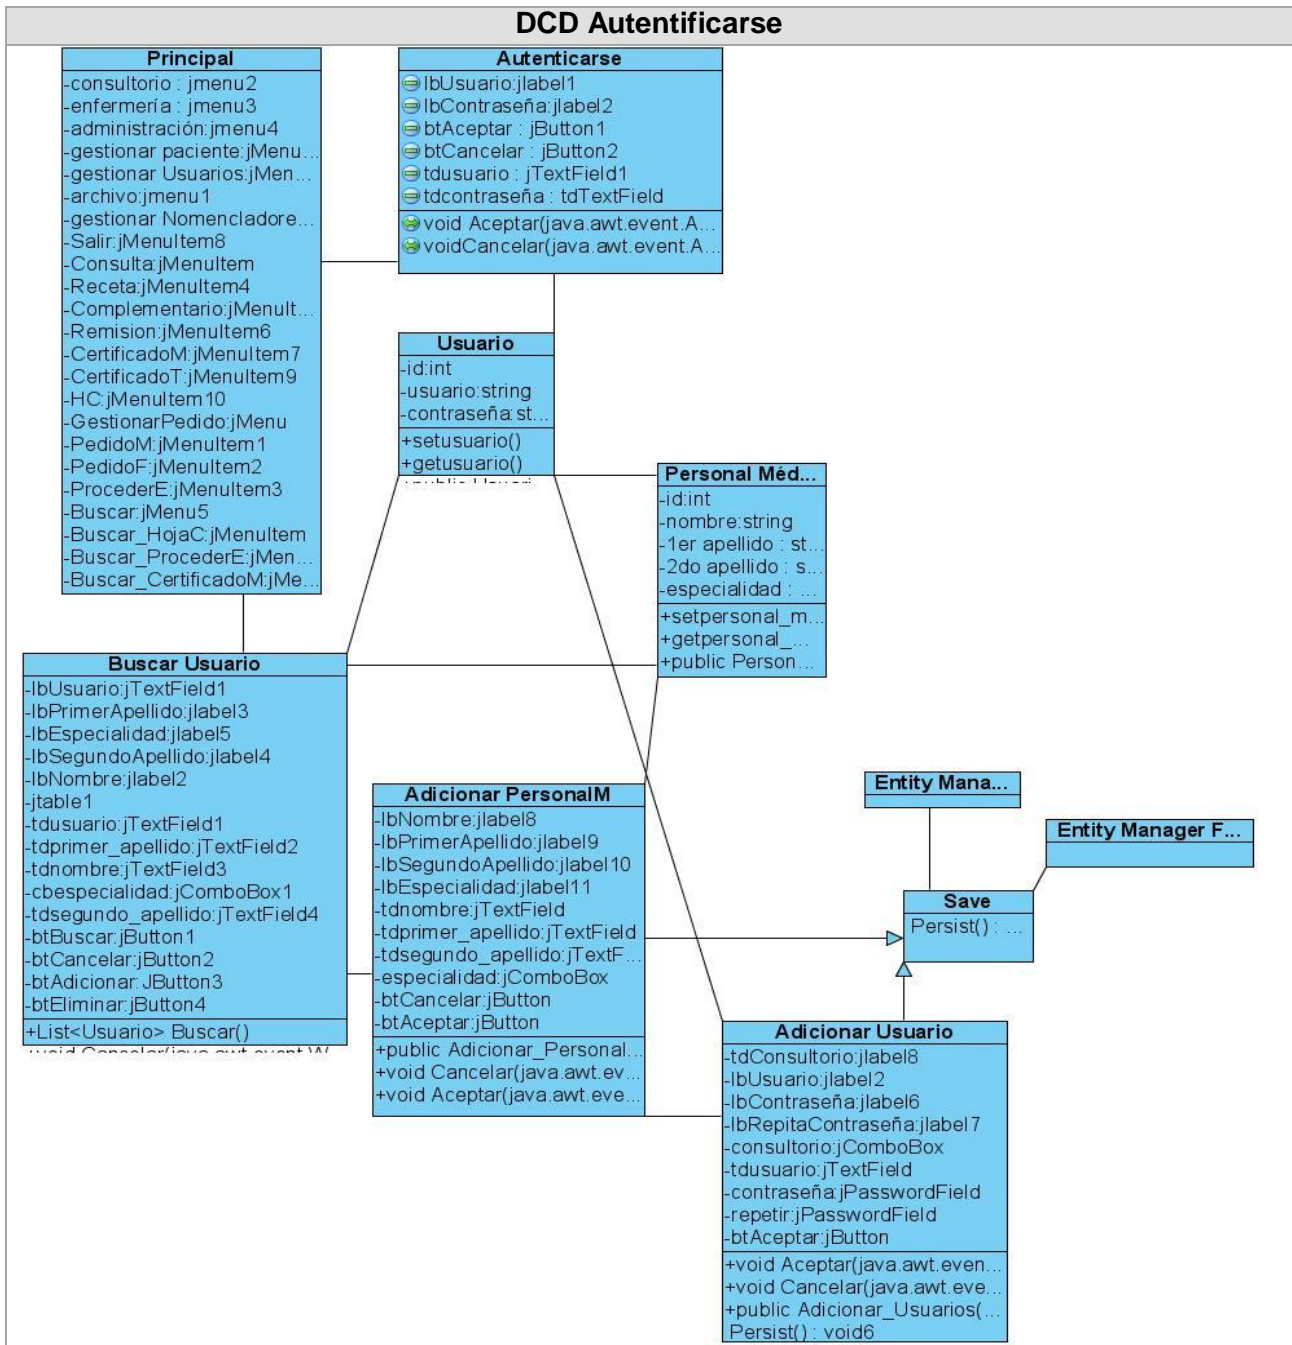 DCD Autentificarse
Principal
-consultorio : jmenu2
-enfermería : jmenu3
-administración:jmenu4
-gestionar paciente:jMenu...
-gestionar Usuarios:jMen...
-archivo:jmenu1
-gestionar Nomencladore...
-Salir:jMenuItem8
-Consulta:jMenuItem
-Receta:jMenuItem4
-Complementario:jMenuIt...
-Remision:jMenuItem6
-CertificadoM:jMenuItem7
-CertificadoT:jMenuItem9
-HC:jMenuItem10
-GestionarPedido:jMenu
-PedidoM:jMenuItem1
-PedidoF:jMenuItem2
-ProcederE:jMenuItem3
-Buscar:jMenu5
-Buscar_HojaC:jMenuItem
-Buscar_ProcederE:jMen...
-Buscar_CertificadoM:jMe...
Autenticarse
lbUsuario:jlabel1
lbContraseña:jlabel2
btAceptar : jButton1
btCancelar : jButton2
tdusuario : jTextField1
tdcontraseña : tdTextField
void Aceptar(java.awt.event.A...
voidCancelar(java.awt.event.A...
Usuario
-id:int
-usuario:string
-contraseña:st...
+setusuario()
+getusuario()
Personal Méd...
-id:int
-nombre:string
-1er apellido : st...
-2do apellido : s...
-especialidad : ...
+setpersonal_m...
+getpersonal_...
+public Person...
Buscar Usuario
-lbUsuario:jTextField1
-lbPrimerApellido:jlabel3
-lbEspecialidad:jlabel5
-lbSegundoApellido:jlabel4
-lbNombre:jlabel2
-jtable1
-tdusuario:jTextField1
-tdprimer_apellido:jTextField2
-tdnombre:jTextField3
-cbespecialidad:jComboBox1
-tdsegundo_apellido:jTextField4
-btBuscar:jButton1
-btCancelar:jButton2
-btAdicionar:JButton3
-btEliminar:jButton4
+List<Usuario> Buscar()
Adicionar PersonalM
-lbNombre:jlabel8
-lbPrimerApellido:jlabel9
-lbSegundoApellido:jlabel10
-lbEspecialidad:jlabel11
-tdnombre:jTextField
-tdprimer_apellido:jTextField
-tdsegundo_apellido:jTextF...
-especialidad:jComboBox
-btCancelar:jButton
-btAceptar:jButton
+public Adicionar_Personal...
+void Cancelar(java.awt.ev...
+void Aceptar(java.awt.eve...
Entity Mana...
Entity Manager F...
Save
Persist() : ...
Adicionar Usuario
-tdConsultorio:jlabel8
-lbUsuario:jlabel2
-lbContraseña:jlabel6
-lbRepitaContraseña:jlabel7
-consultorio:jComboBox
-tdusuario:jTextField
-contraseña:jPasswordField
-repetir:jPasswordField
-btAceptar:jButton
+void Aceptar(java.awt.even...
+void Cancelar(java.awt.eve...
+public Adicionar_Usuarios(...
Persist() : void6